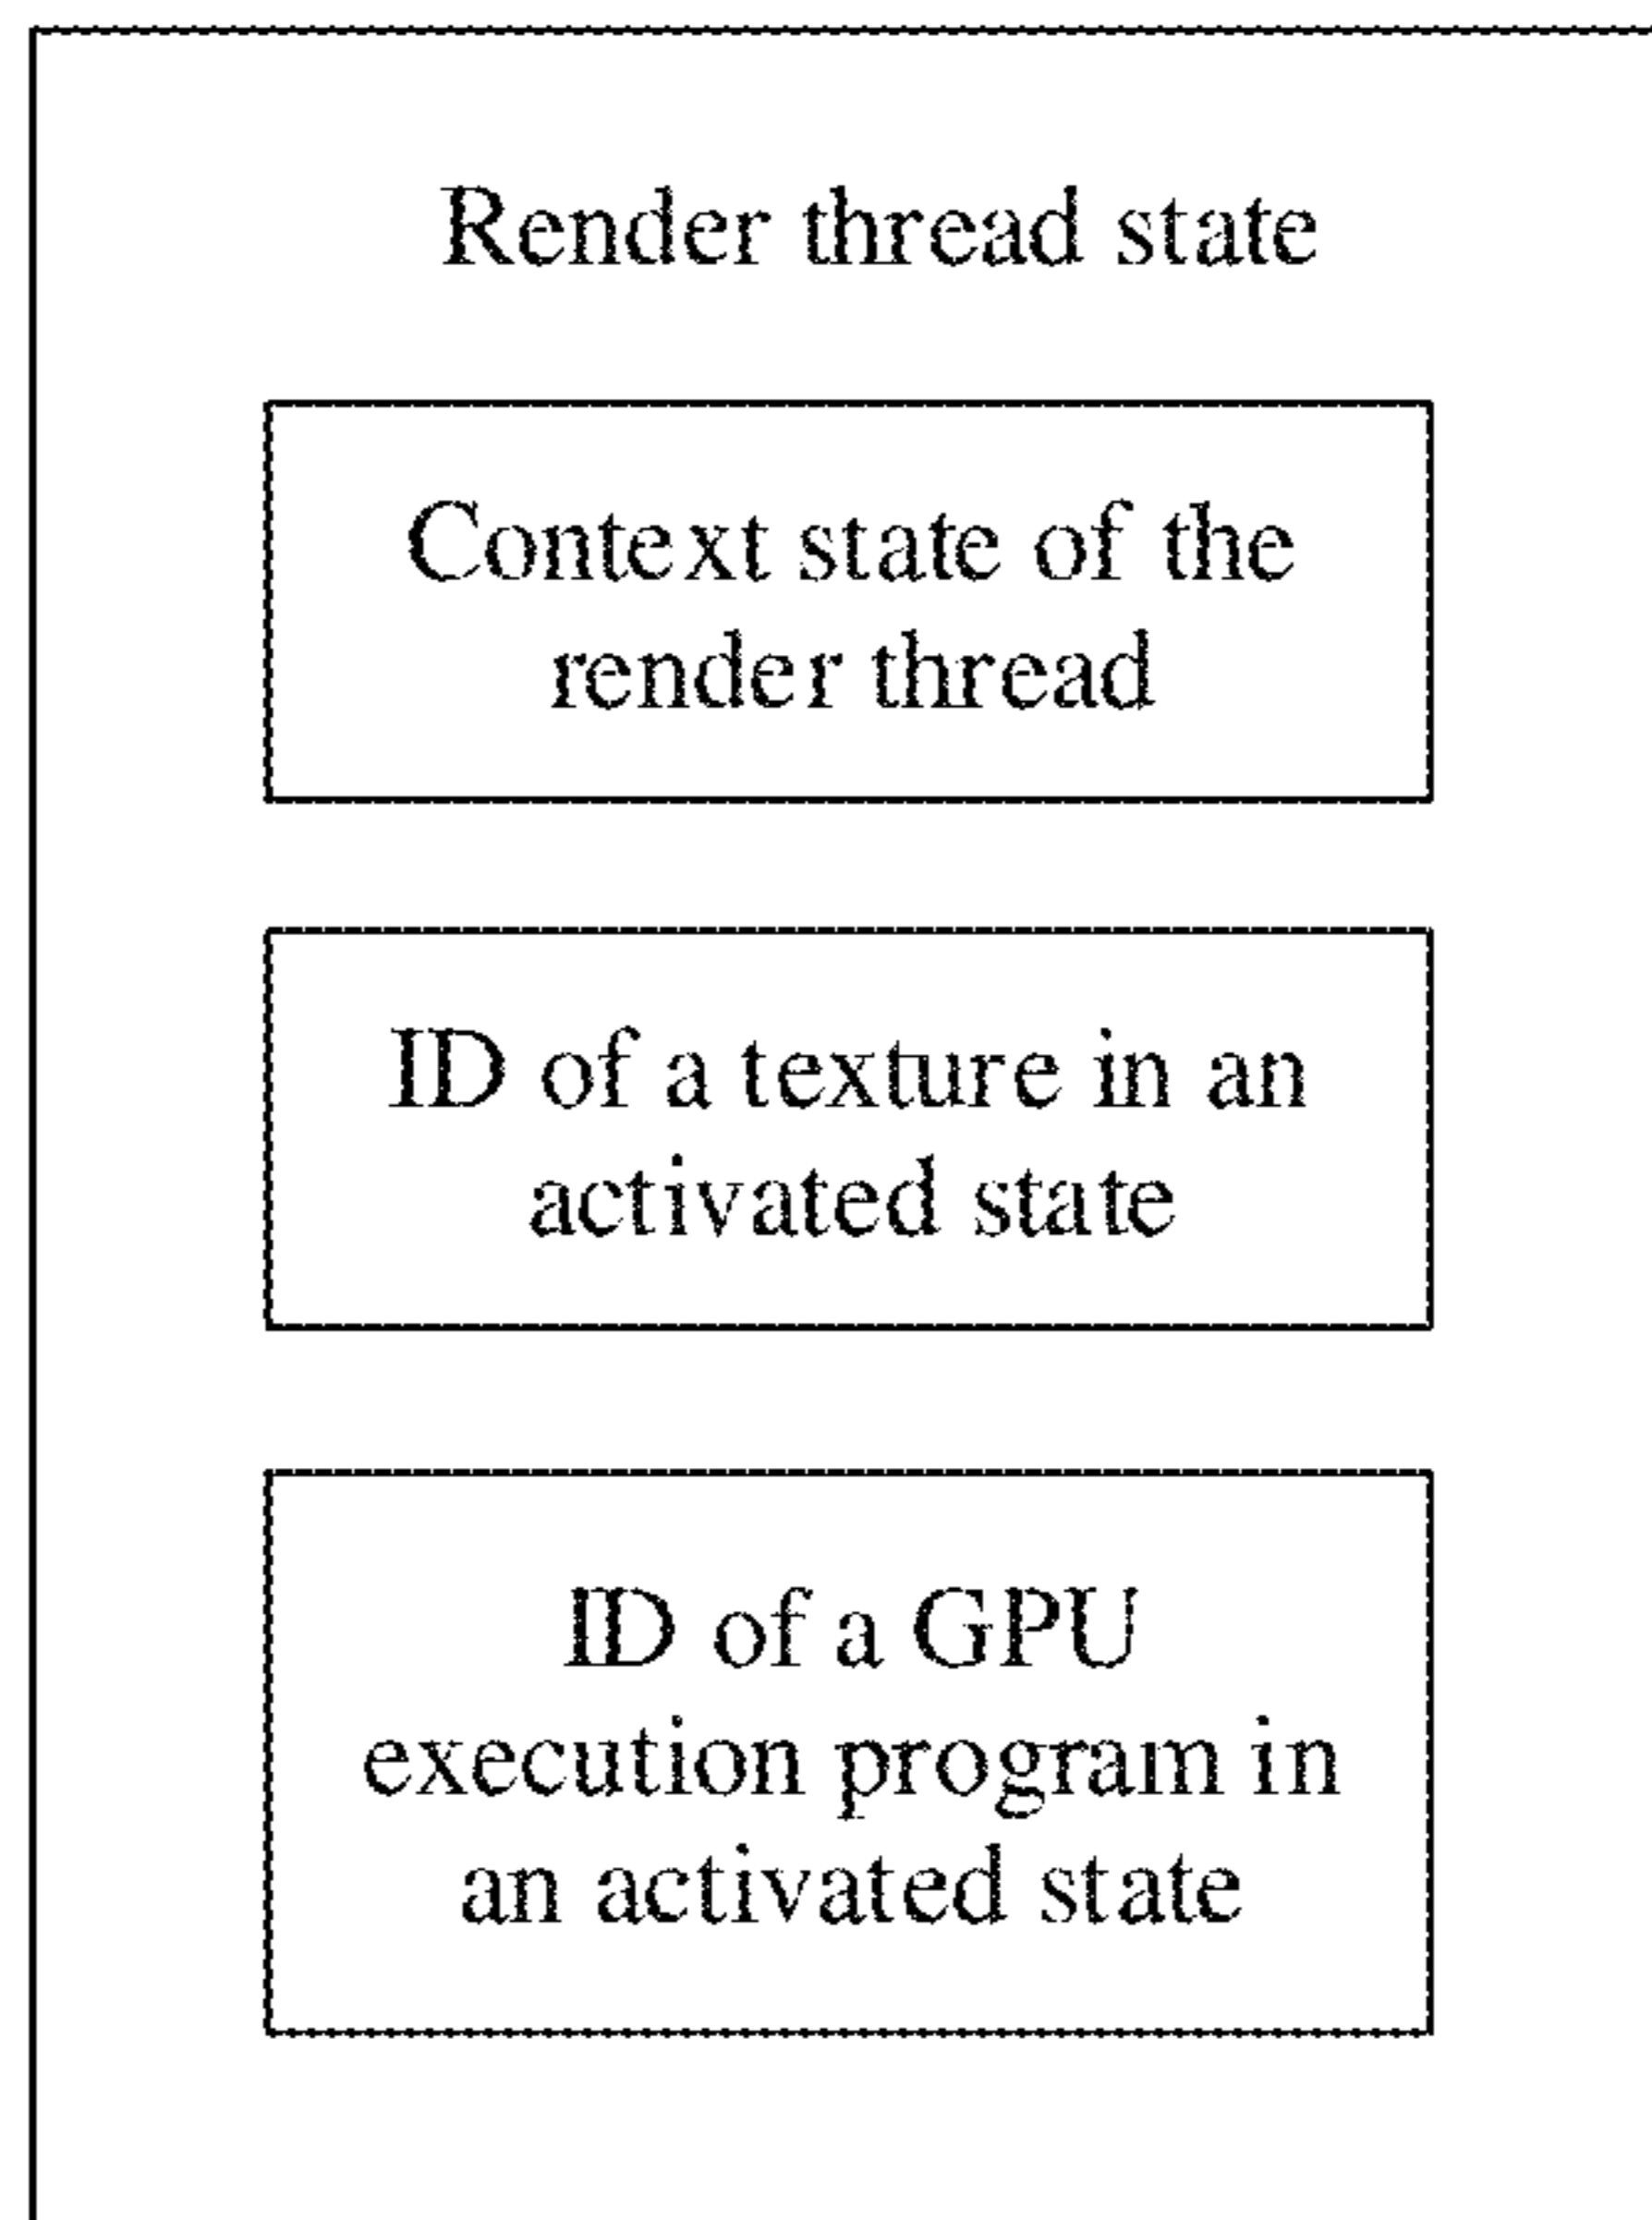 Render thread state
Context state of the
render thread
ID of a texture in an
activated state
ID of a GPU
execution program in
an activated state